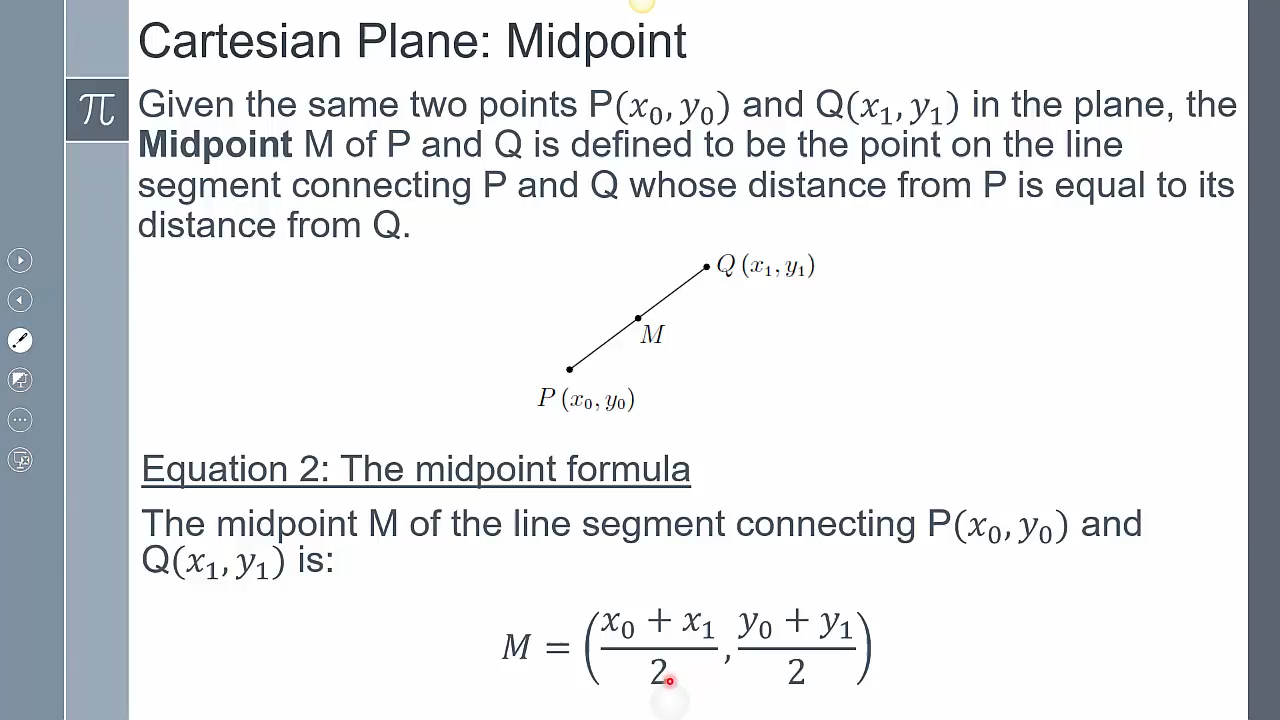 Cartesian Plane: Midpoint
π
Given the same two points P(x₀, y₀) and Q(x₁, y₁) in the plane, the
Midpoint M of P and Q is defined to be the point on the line
segment connecting P and Q whose distance from P is equal to its
distance from Q.
Q (x₁, y₁)
M
P (x₀, y₀)
Equation 2: The midpoint formula
The midpoint M of the line segment connecting P(x₀, y₀) and
Q(x₁, y₁) is:
M = ((x₀ + x₁)/2, (y₀ + y₁)/2)